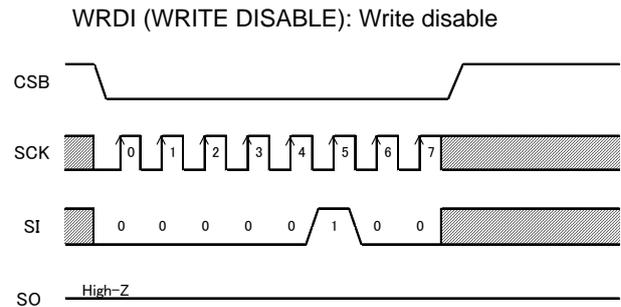 WRDI (WRITE DISABLE): Write disable
CSB
SCK
0 1 2 3 4 5 6 7
SI
0 0 0 0 0 1 0 0
High-Z
SO